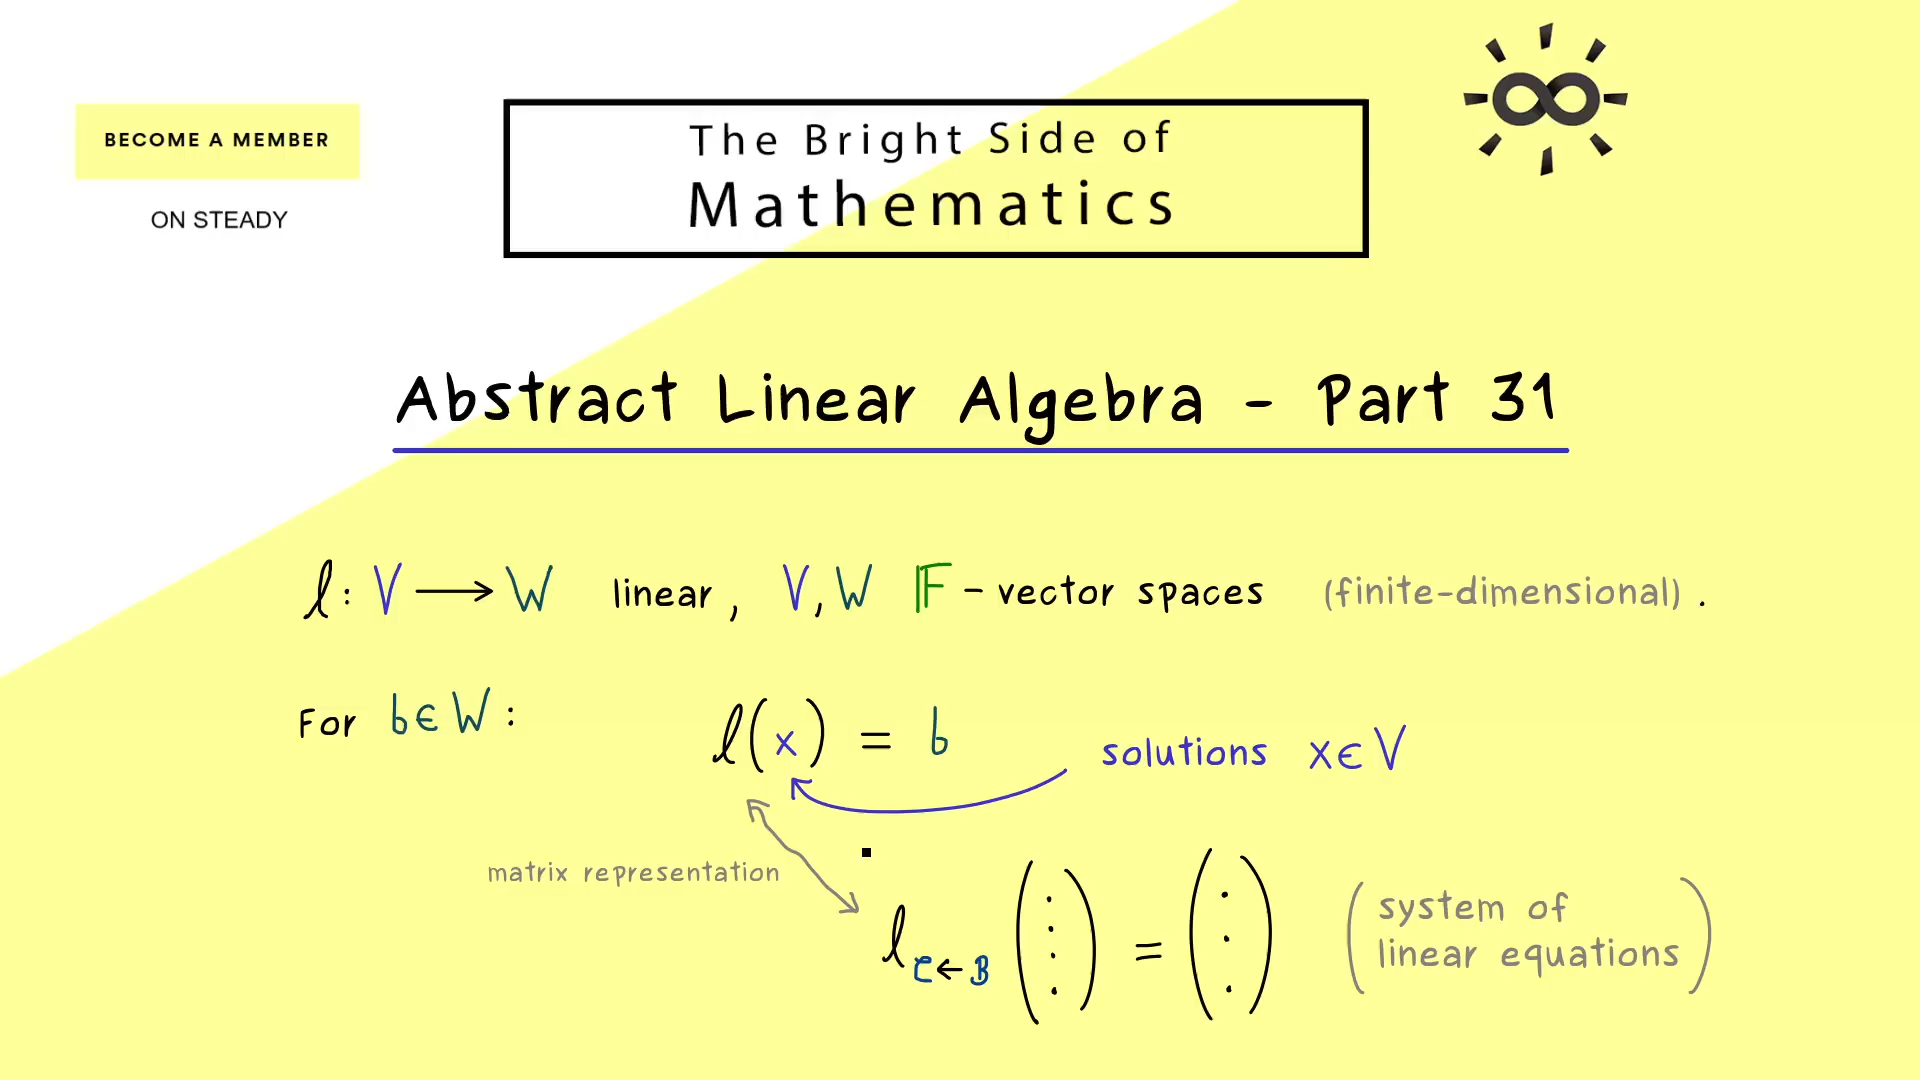 BECOME A MEMBER
ON STEADY
The Bright Side of
Mathematics
Abstract Linear Algebra - Part 31
ℓ: V ⟶ W linear, V, W 𝔽 - vector spaces (finite-dimensional).
For b ∈ W: ℓ(x) = b solutions x ∈ V
matrix representation
ℓ_{C←B} (⋮) = (⋮) (system of
linear equations)